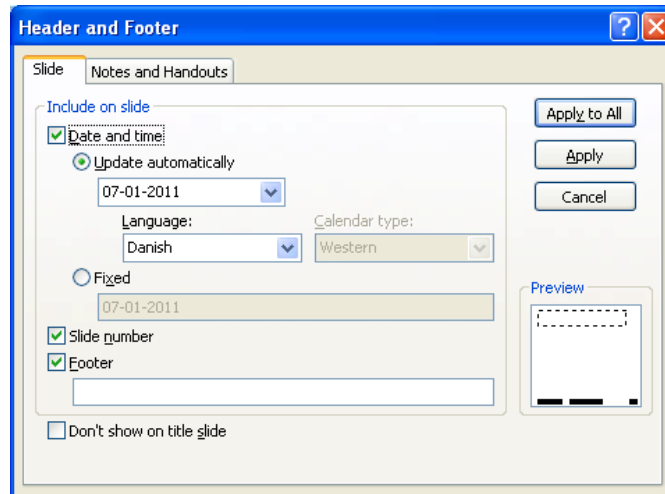 Header and Footer
Slide
Notes and Handouts
Include on slide
Date and time
Update automatically
07-01-2011
Language:
Calendar type:
Danish
Western
Fixed
07-01-2011
Slide number
Footer
Don't show on title slide
Apply to All
Apply
Cancel
Preview